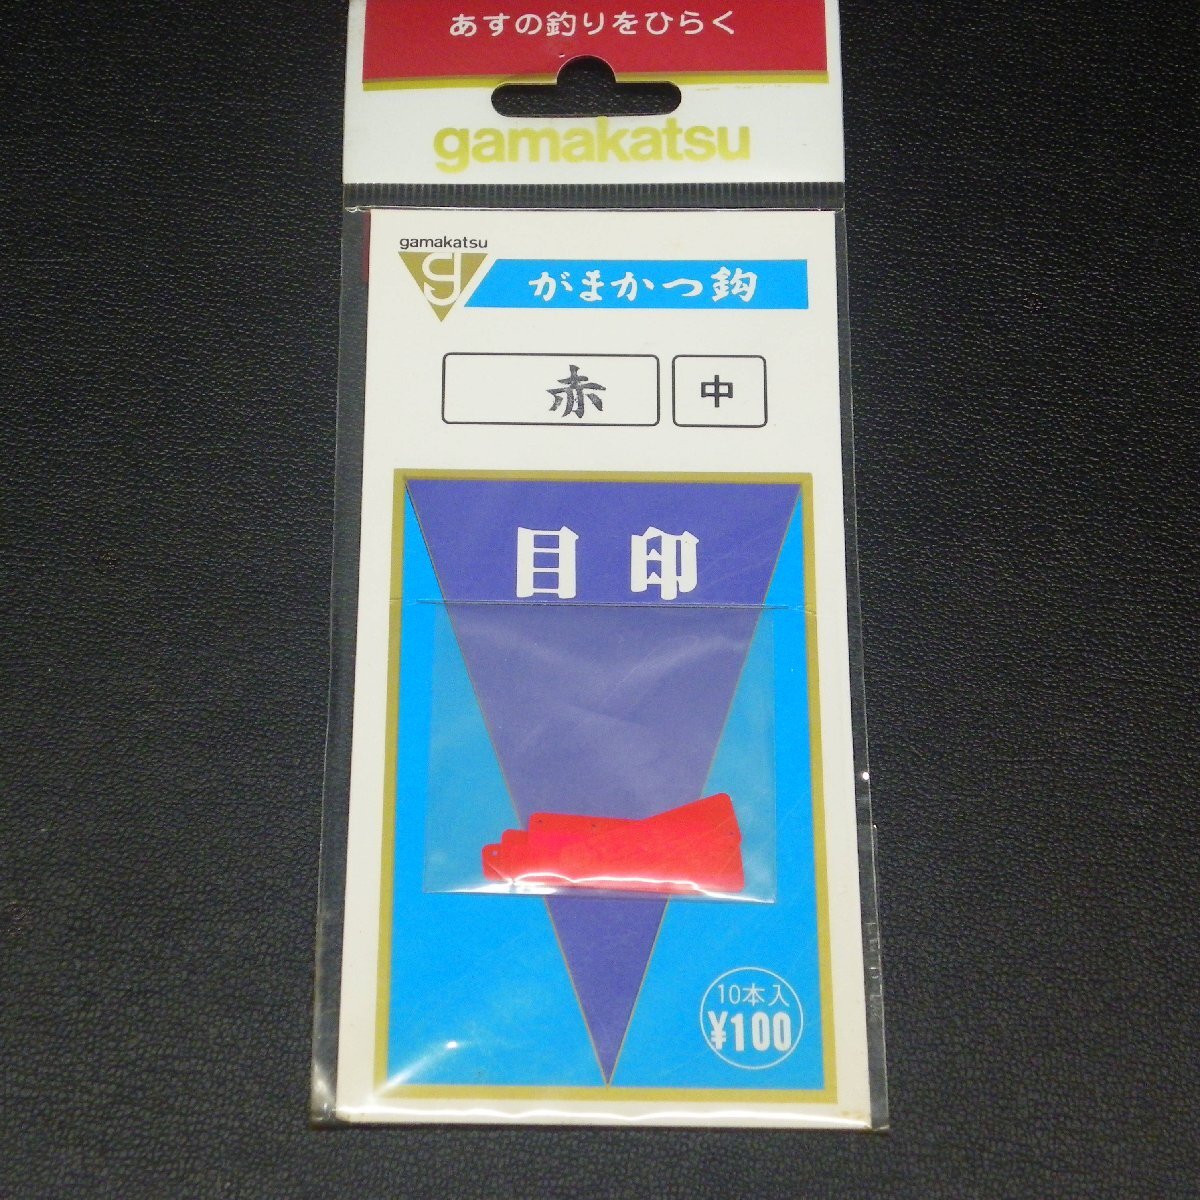 あすの釣りをひらく
gamakatsu
gamakatsu
がまかつ鈎
赤 中
目印
10本入
¥100